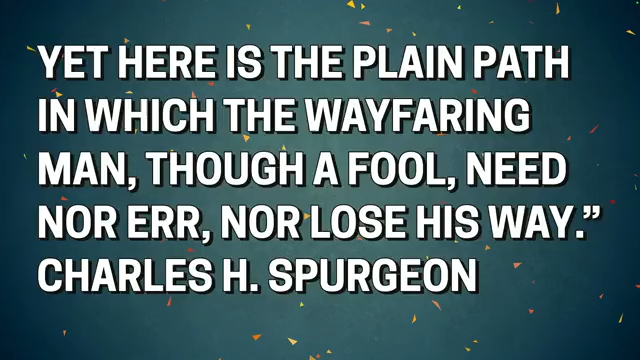 YET HERE IS THE PLAIN PATH
IN WHICH THE WAYFARING
MAN, THOUGH A FOOL, NEED
NOR ERR, NOR LOSE HIS WAY.”
CHARLES H. SPURGEON